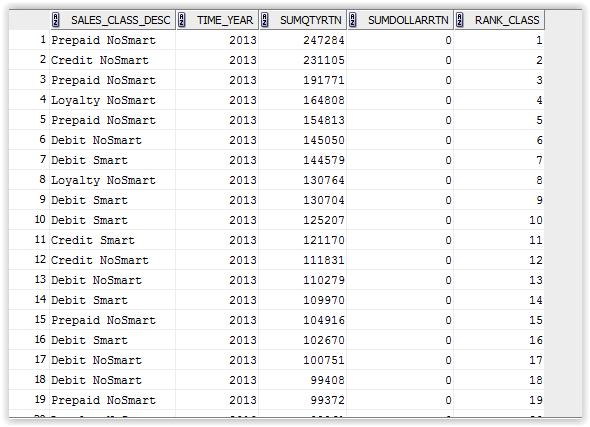 SALES_CLASS_DESC TIME_YEAR SUMQTYRTN SUMDOLLARRTN RANK_CLASS
1 Prepaid NoSmart 2013 247284 0 1
2 Credit NoSmart 2013 231105 0 2
3 Prepaid NoSmart 2013 191771 0 3
4 Loyalty NoSmart 2013 164808 0 4
5 Prepaid NoSmart 2013 154813 0 5
6 Debit NoSmart 2013 145050 0 6
7 Debit Smart 2013 144579 0 7
8 Loyalty NoSmart 2013 130764 0 8
9 Debit Smart 2013 130704 0 9
10 Debit Smart 2013 125207 0 10
11 Credit Smart 2013 121170 0 11
12 Credit NoSmart 2013 111831 0 12
13 Debit NoSmart 2013 110279 0 13
14 Debit Smart 2013 109970 0 14
15 Prepaid NoSmart 2013 104916 0 15
16 Debit Smart 2013 102670 0 16
17 Debit NoSmart 2013 100751 0 17
18 Debit NoSmart 2013 99408 0 18
19 Prepaid NoSmart 2013 99372 0 19